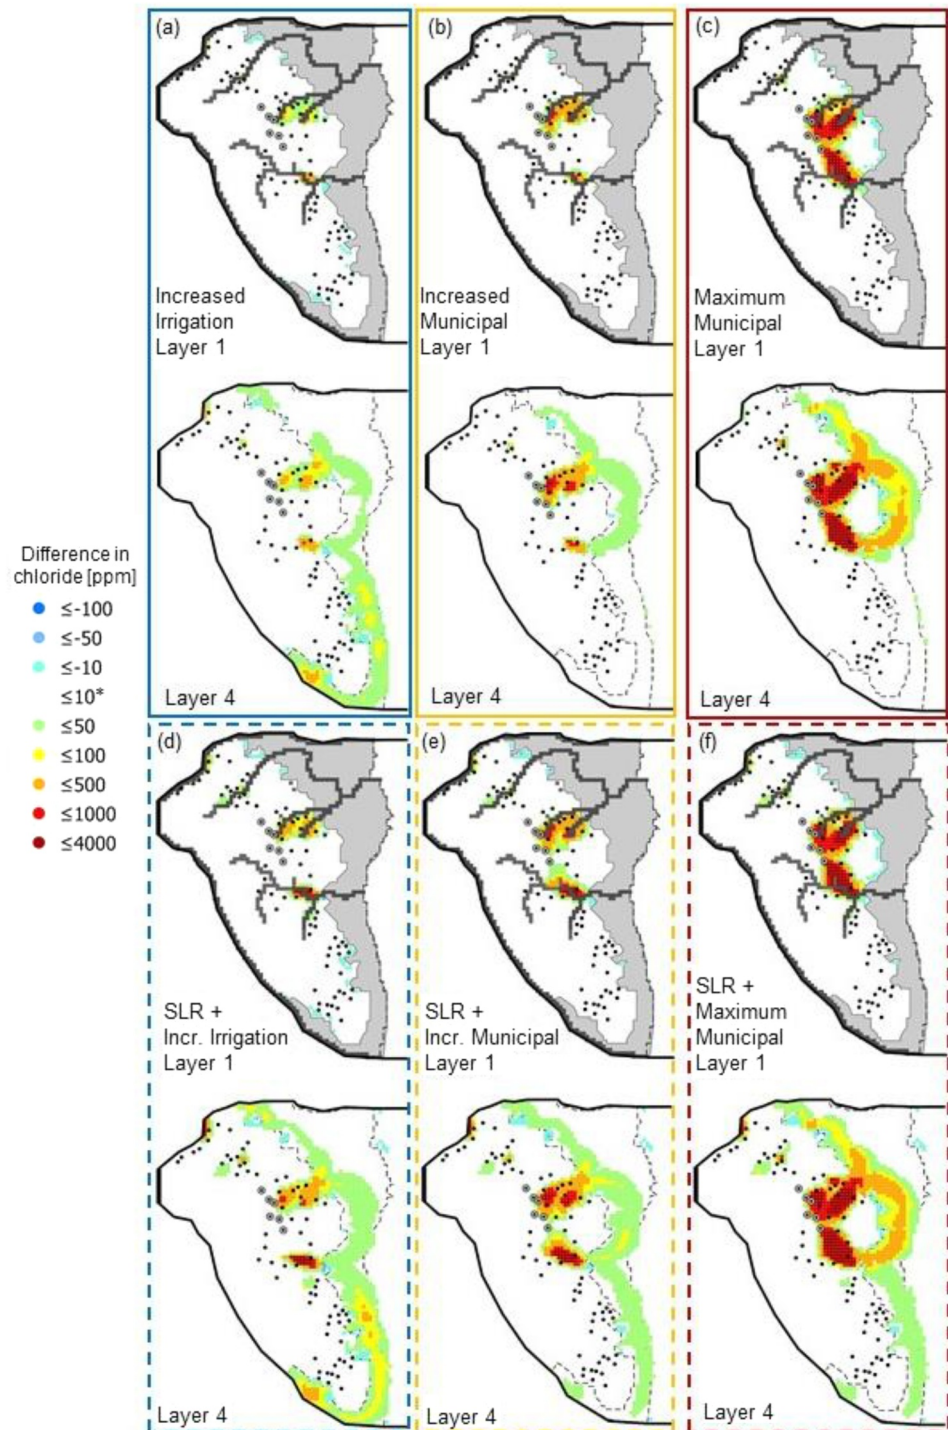 (a)
(b)
(c)
Increased
Irrigation
Layer 1
Increased
Municipal
Layer 1
Maximum
Municipal
Layer 1
Layer 4
Layer 4
Layer 4
Difference in
chloride [ppm]
≤-100
≤-50
≤-10
≤10*
≤50
≤100
≤500
≤1000
≤4000
(d)
(e)
(f)
SLR +
Incr. Irrigation
Layer 1
SLR +
Incr. Municipal
Layer 1
SLR +
Maximum
Municipal
Layer 1
Layer 4
Layer 4
Layer 4